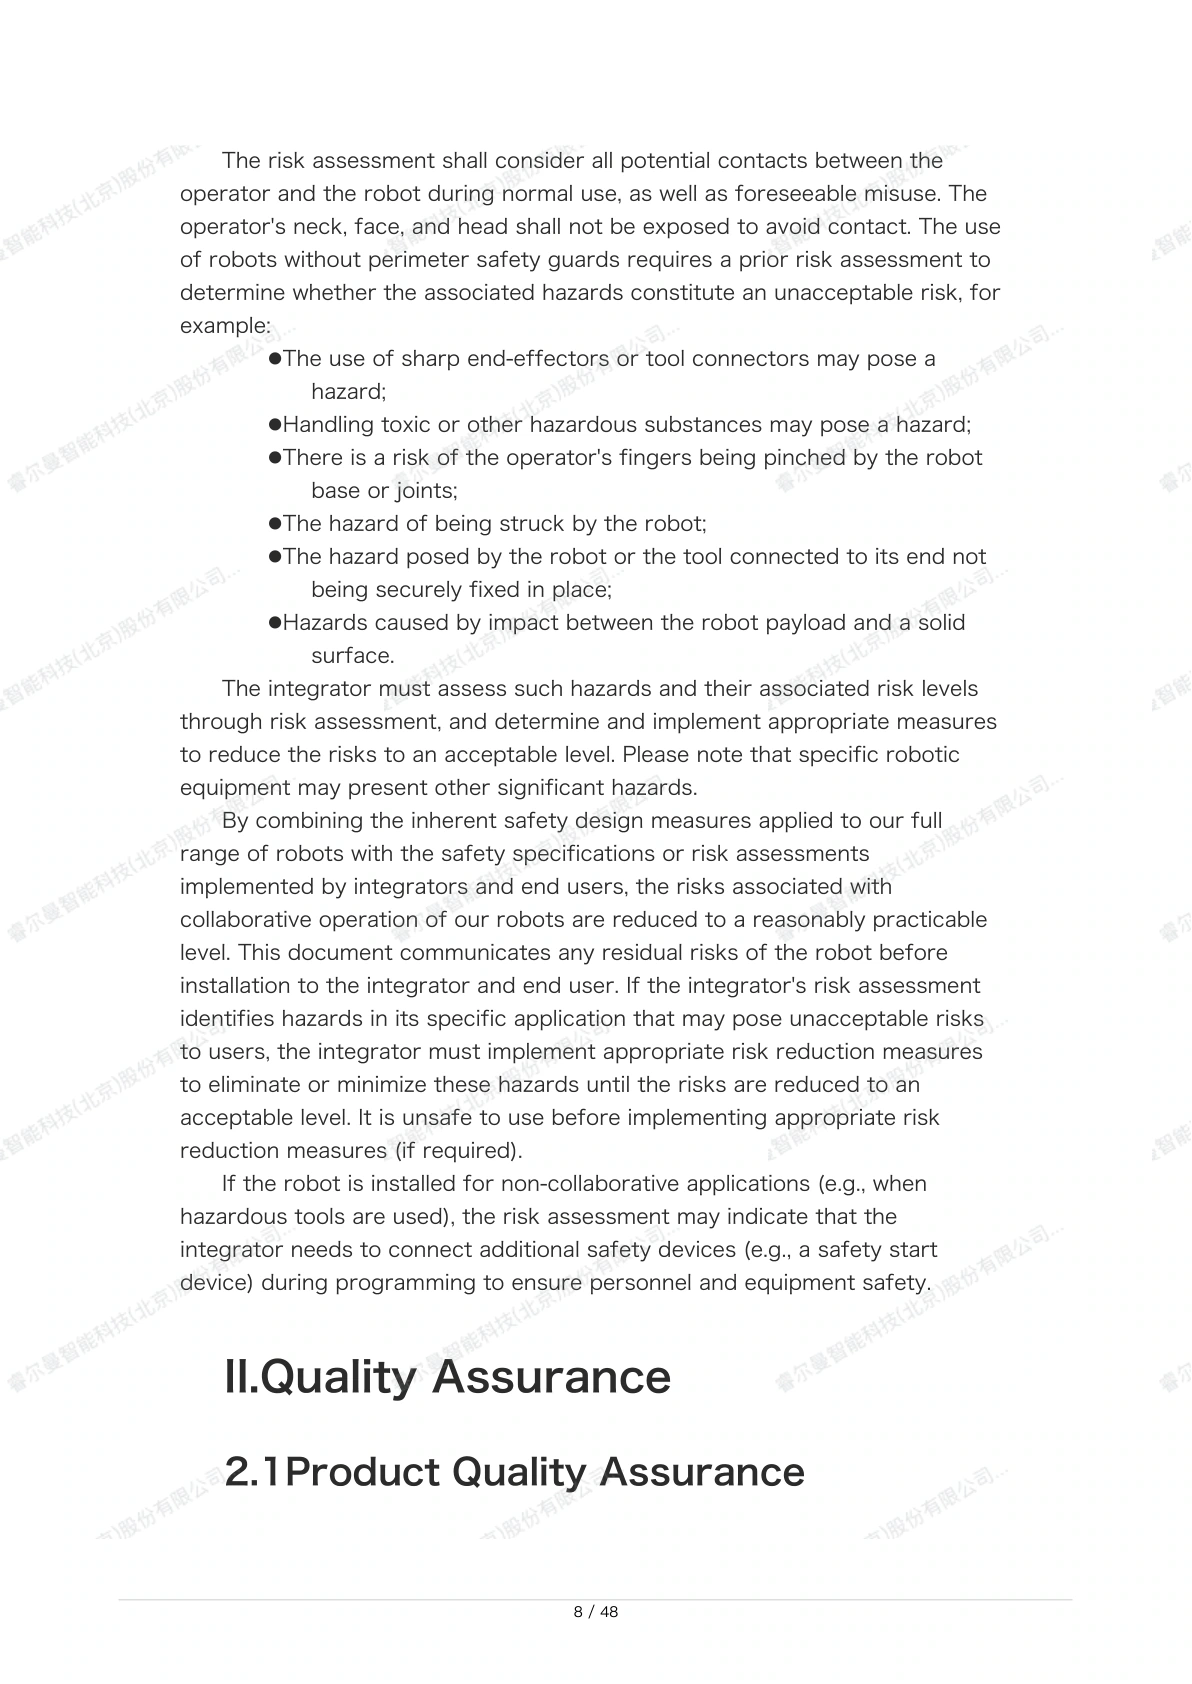 The risk assessment shall consider all potential contacts between the
operator and the robot during normal use, as well as foreseeable misuse. The
operator's neck, face, and head shall not be exposed to avoid contact. The use
of robots without perimeter safety guards requires a prior risk assessment to
determine whether the associated hazards constitute an unacceptable risk, for
example:
●The use of sharp end-effectors or tool connectors may pose a
hazard;
●Handling toxic or other hazardous substances may pose a hazard;
●There is a risk of the operator's fingers being pinched by the robot
base or joints;
●The hazard of being struck by the robot;
●The hazard posed by the robot or the tool connected to its end not
being securely fixed in place;
●Hazards caused by impact between the robot payload and a solid
surface.
The integrator must assess such hazards and their associated risk levels
through risk assessment, and determine and implement appropriate measures
to reduce the risks to an acceptable level. Please note that specific robotic
equipment may present other significant hazards.
By combining the inherent safety design measures applied to our full
range of robots with the safety specifications or risk assessments
implemented by integrators and end users, the risks associated with
collaborative operation of our robots are reduced to a reasonably practicable
level. This document communicates any residual risks of the robot before
installation to the integrator and end user. If the integrator's risk assessment
identifies hazards in its specific application that may pose unacceptable risks
to users, the integrator must implement appropriate risk reduction measures
to eliminate or minimize these hazards until the risks are reduced to an
acceptable level. It is unsafe to use before implementing appropriate risk
reduction measures (if required).
If the robot is installed for non-collaborative applications (e.g., when
hazardous tools are used), the risk assessment may indicate that the
integrator needs to connect additional safety devices (e.g., a safety start
device) during programming to ensure personnel and equipment safety.
II.Quality Assurance
2.1Product Quality Assurance
8 / 48
睿尔曼智能科技(北京)股份有限公司...